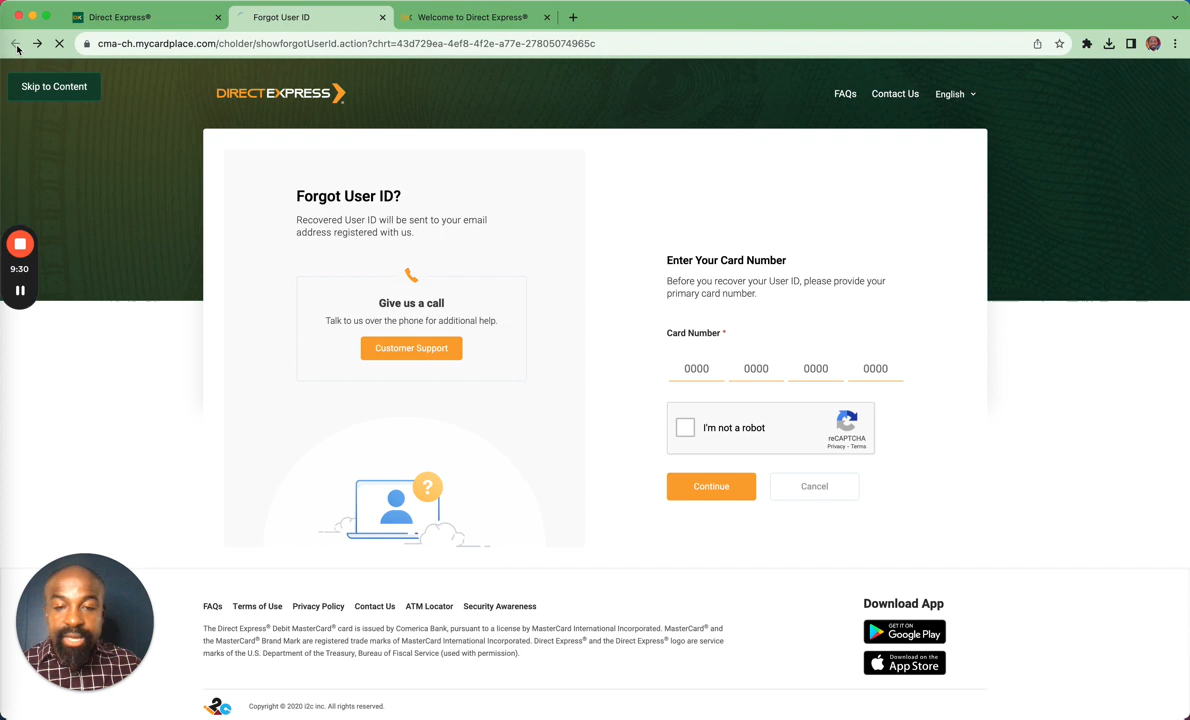 Direct Express®
Forgot User ID
Welcome to Direct Express®
cma-ch.mycardplace.com/cholder/showforgotUserId.action?chrt=43d729ea-4ef8-4f2e-a77e-27805074965c
Skip to Content
DIRECT EXPRESS
FAQs
Contact Us
English
9:30
Forgot User ID?
Recovered User ID will be sent to your email
address registered with us.
Give us a call
Talk to us over the phone for additional help.
Customer Support
?
Enter Your Card Number
Before you recover your User ID, please provide your
primary card number.
Card Number *
0000 0000 0000 0000
I'm not a robot
reCAPTCHA
Privacy - Terms
Continue
Cancel
FAQs Terms of Use Privacy Policy Contact Us ATM Locator Security Awareness
The Direct Express® Debit MasterCard® card is issued by Comerica Bank, pursuant to a license by MasterCard International Incorporated. MasterCard® and
the MasterCard® Brand Mark are registered trade marks of MasterCard International Incorporated. Direct Express® and the Direct Express® logo are service
marks of the U.S. Department of the Treasury, Bureau of Fiscal Service (used with permission).
Download App
GET IT ON
Google Play
Download on the
App Store
Copyright © 2020 i2c inc. All rights reserved.